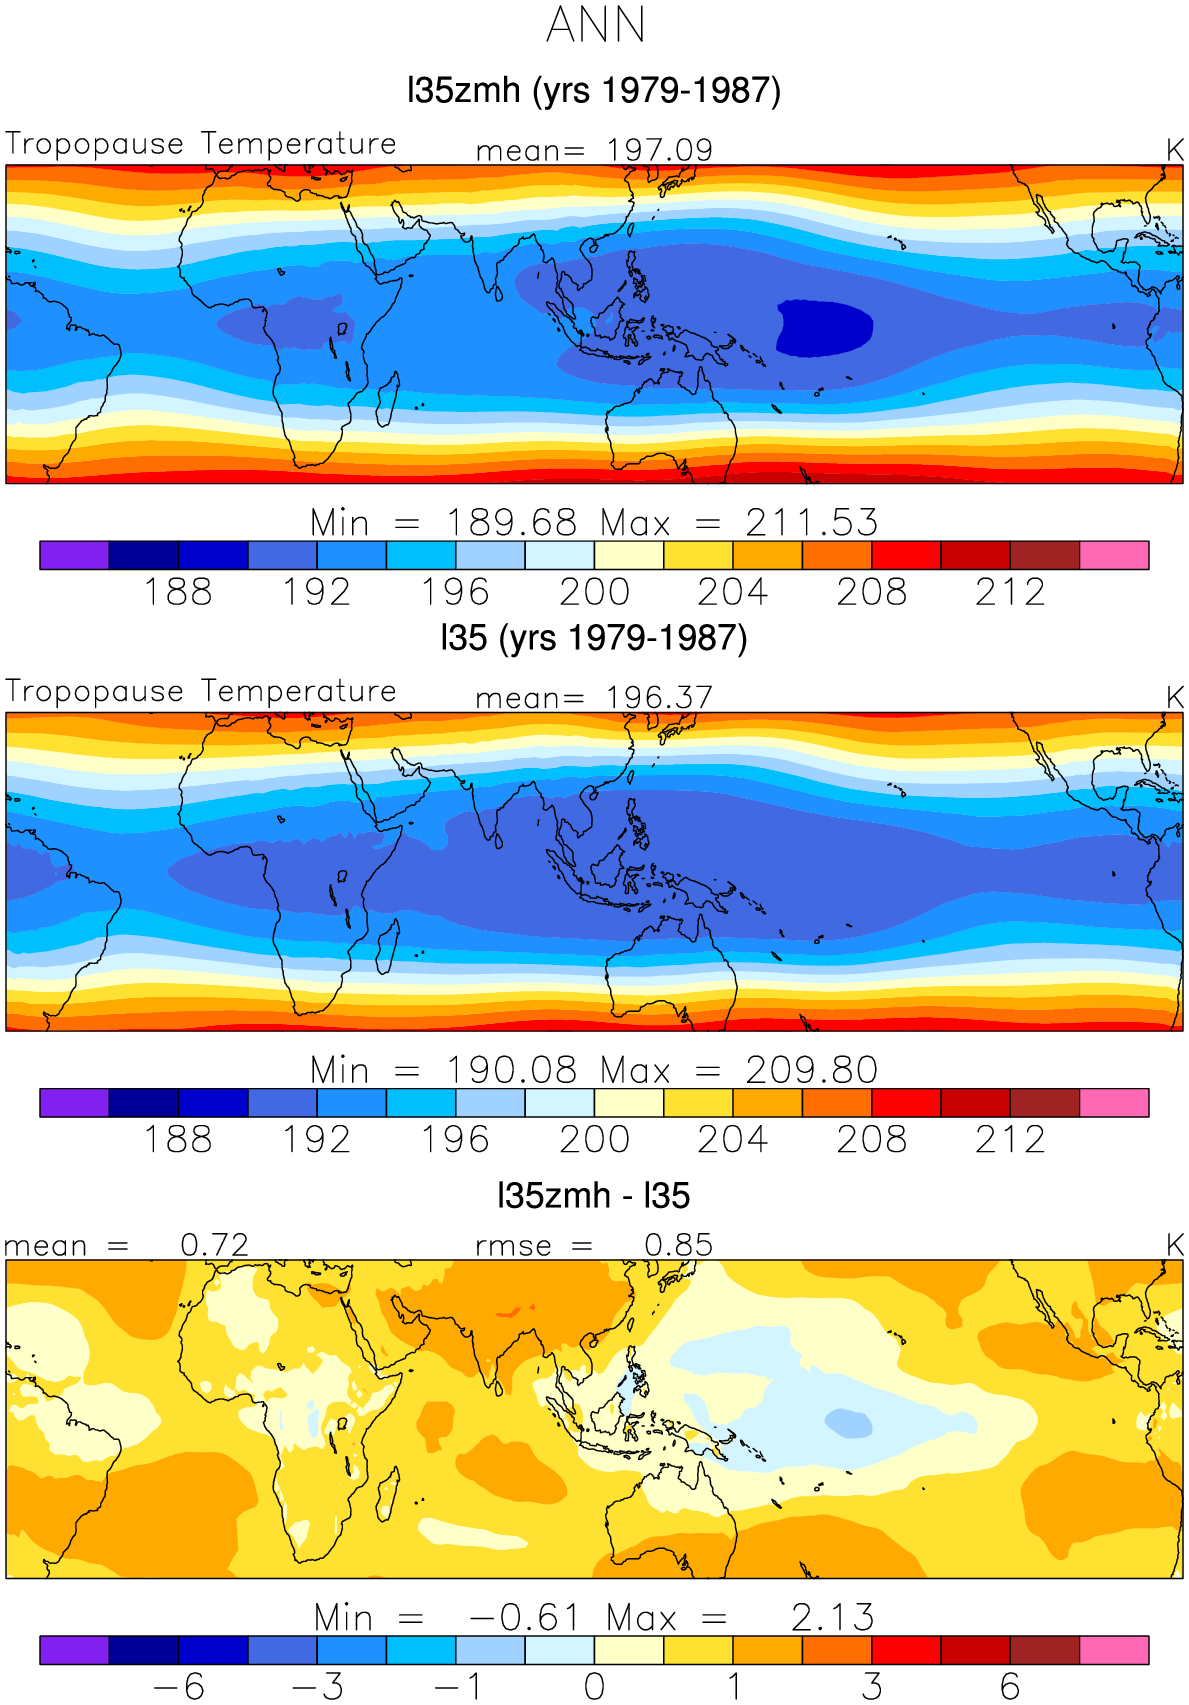 ANN
l35zmh (yrs 1979-1987)
Tropopause Temperature mean= 197.09 K
Min = 189.68 Max = 211.53
188 192 196 200 204 208 212
l35 (yrs 1979-1987)
Tropopause Temperature mean= 196.37 K
Min = 190.08 Max = 209.80
188 192 196 200 204 208 212
l35zmh - l35
mean = 0.72 rmse = 0.85 K
Min = -0.61 Max = 2.13
-6 -3 -1 0 1 3 6